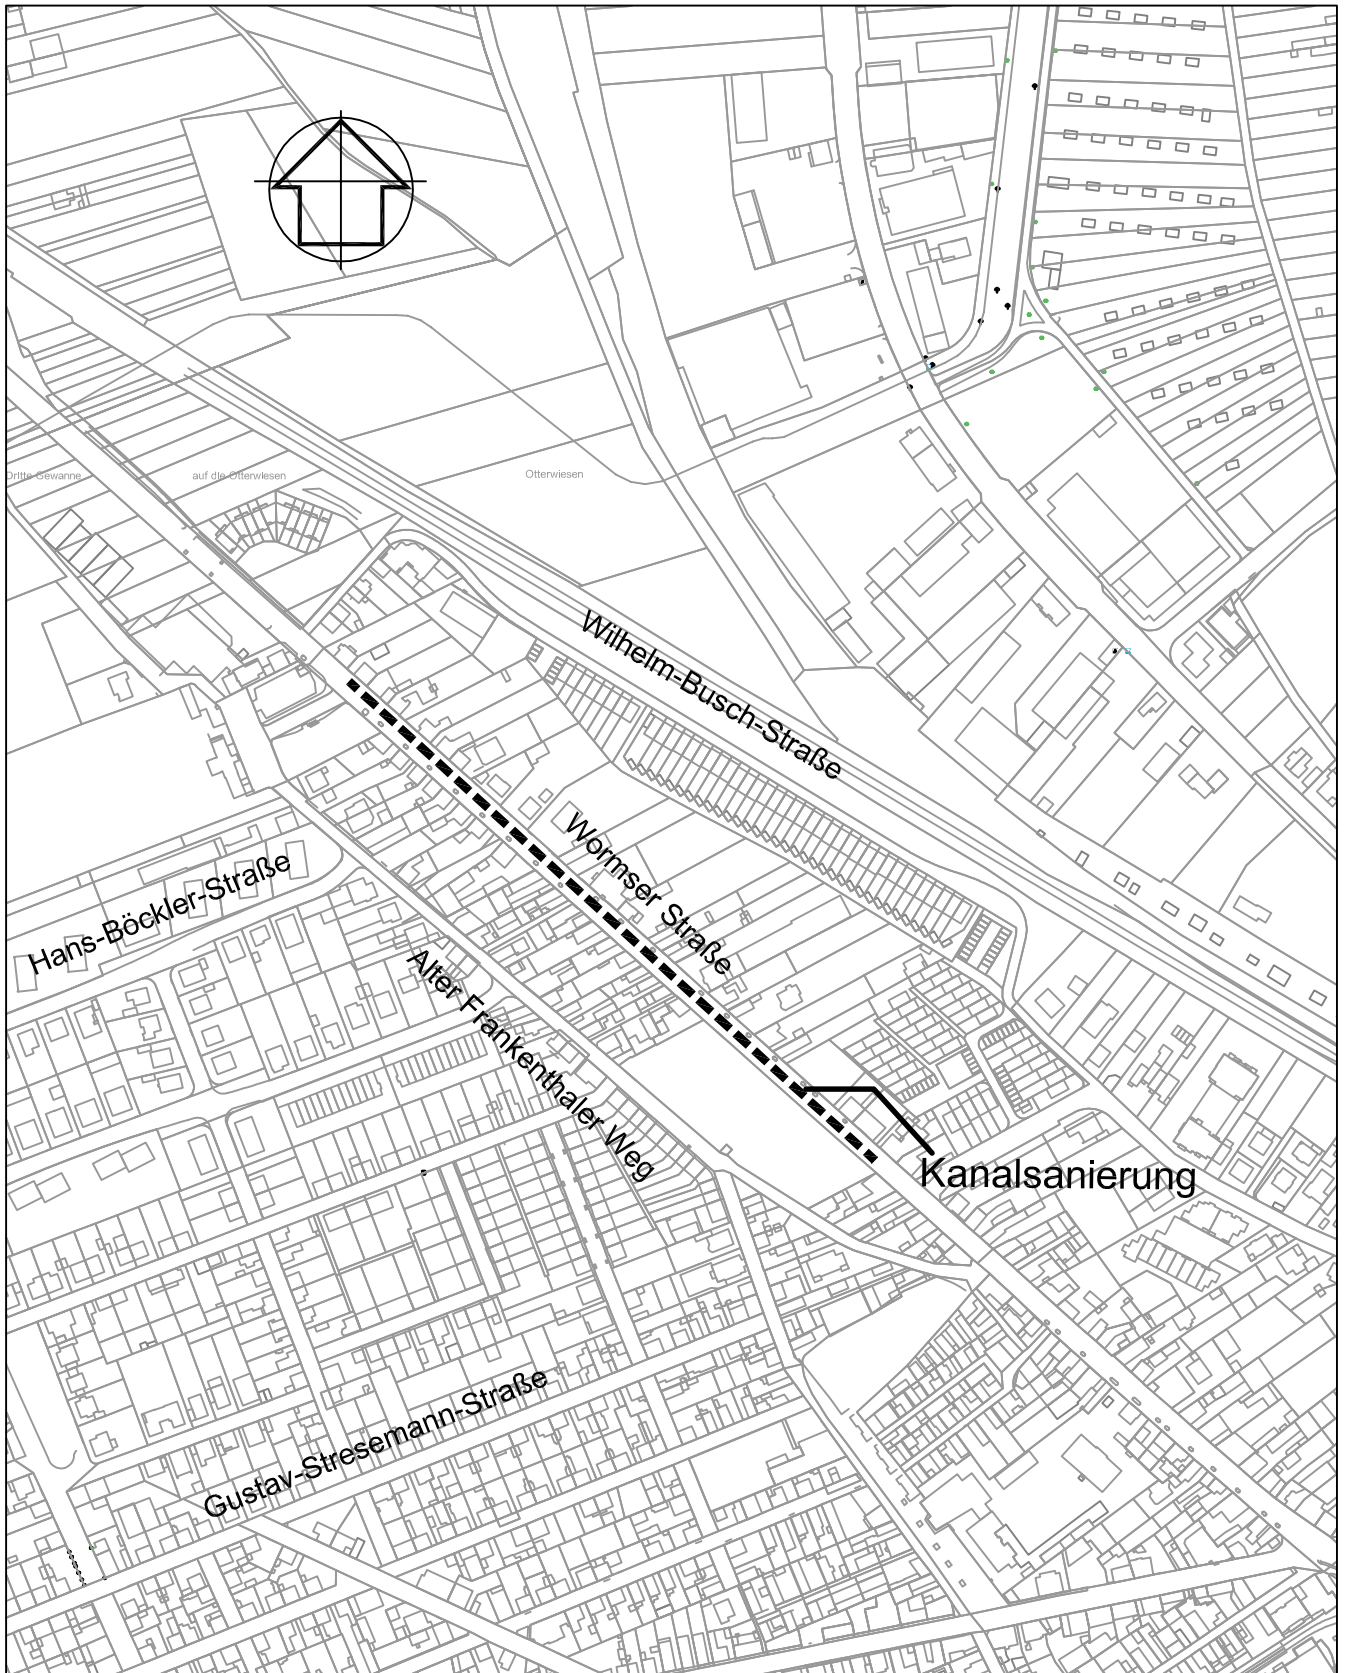 Dritte Gewanne
auf die Otterwiesen
Otterwiesen
Wilhelm-Busch-Straße
Wormser Straße
Hans-Böckler-Straße
Alter Frankenthaler Weg
Kanalsanierung
Gustav-Stresemann-Straße